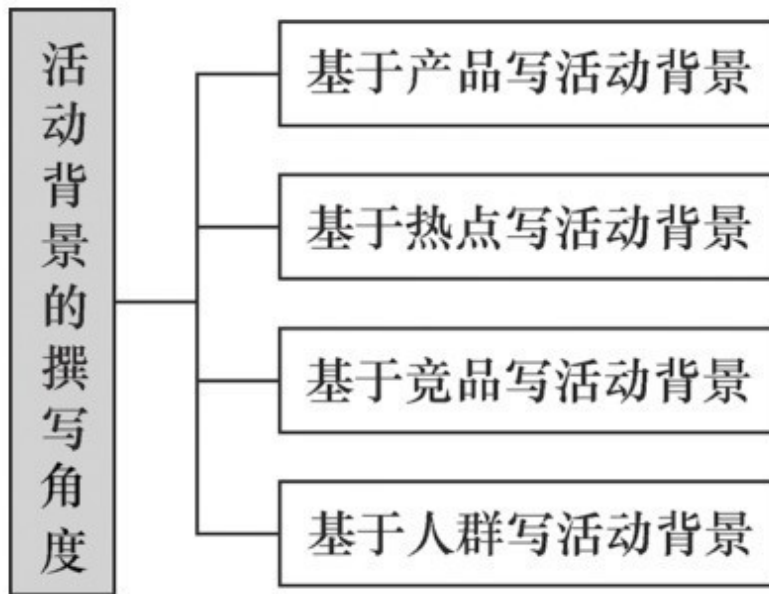 活动背景的撰写角度
基于产品写活动背景
基于热点写活动背景
基于竞品写活动背景
基于人群写活动背景